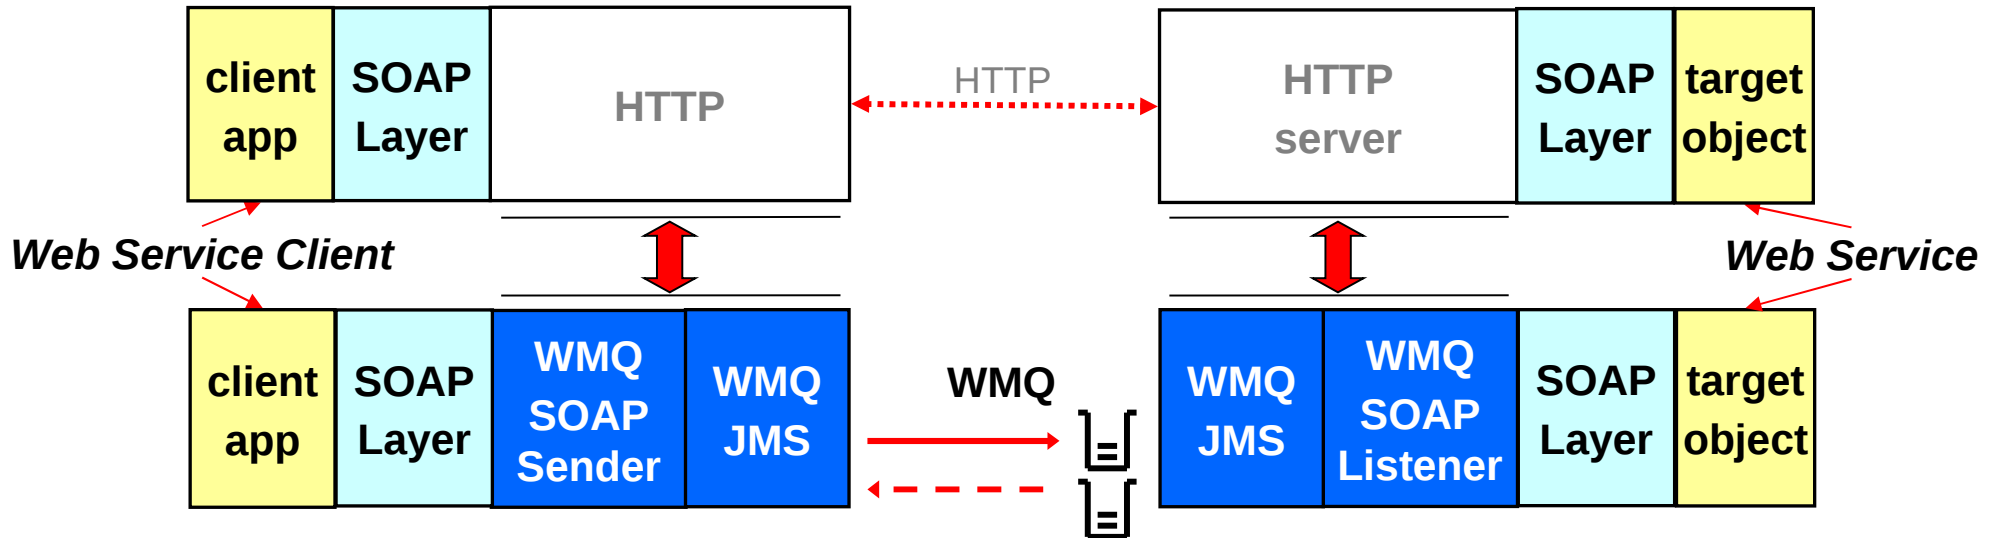 client
app
SOAP
Layer
HTTP
HTTP
HTTP
server
SOAP
Layer
target
object
Web Service Client
Web Service
client
app
SOAP
Layer
WMQ
SOAP
Sender
WMQ
JMS
WMQ
WMQ
JMS
WMQ
SOAP
Listener
SOAP
Layer
target
object